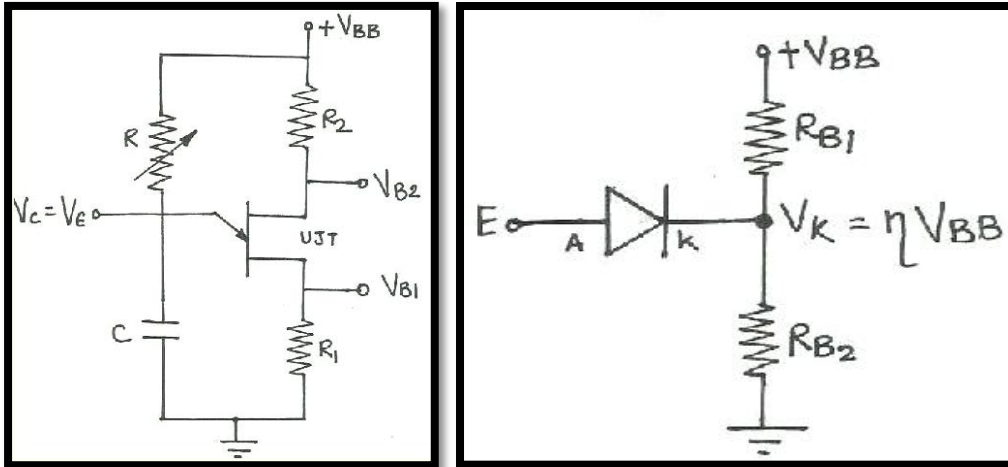 +VBB
R
R2
VB2
VC=VE
UJT
VB1
C
R1
+VBB
RB1
E
A
K
VK = ηVBB
RB2